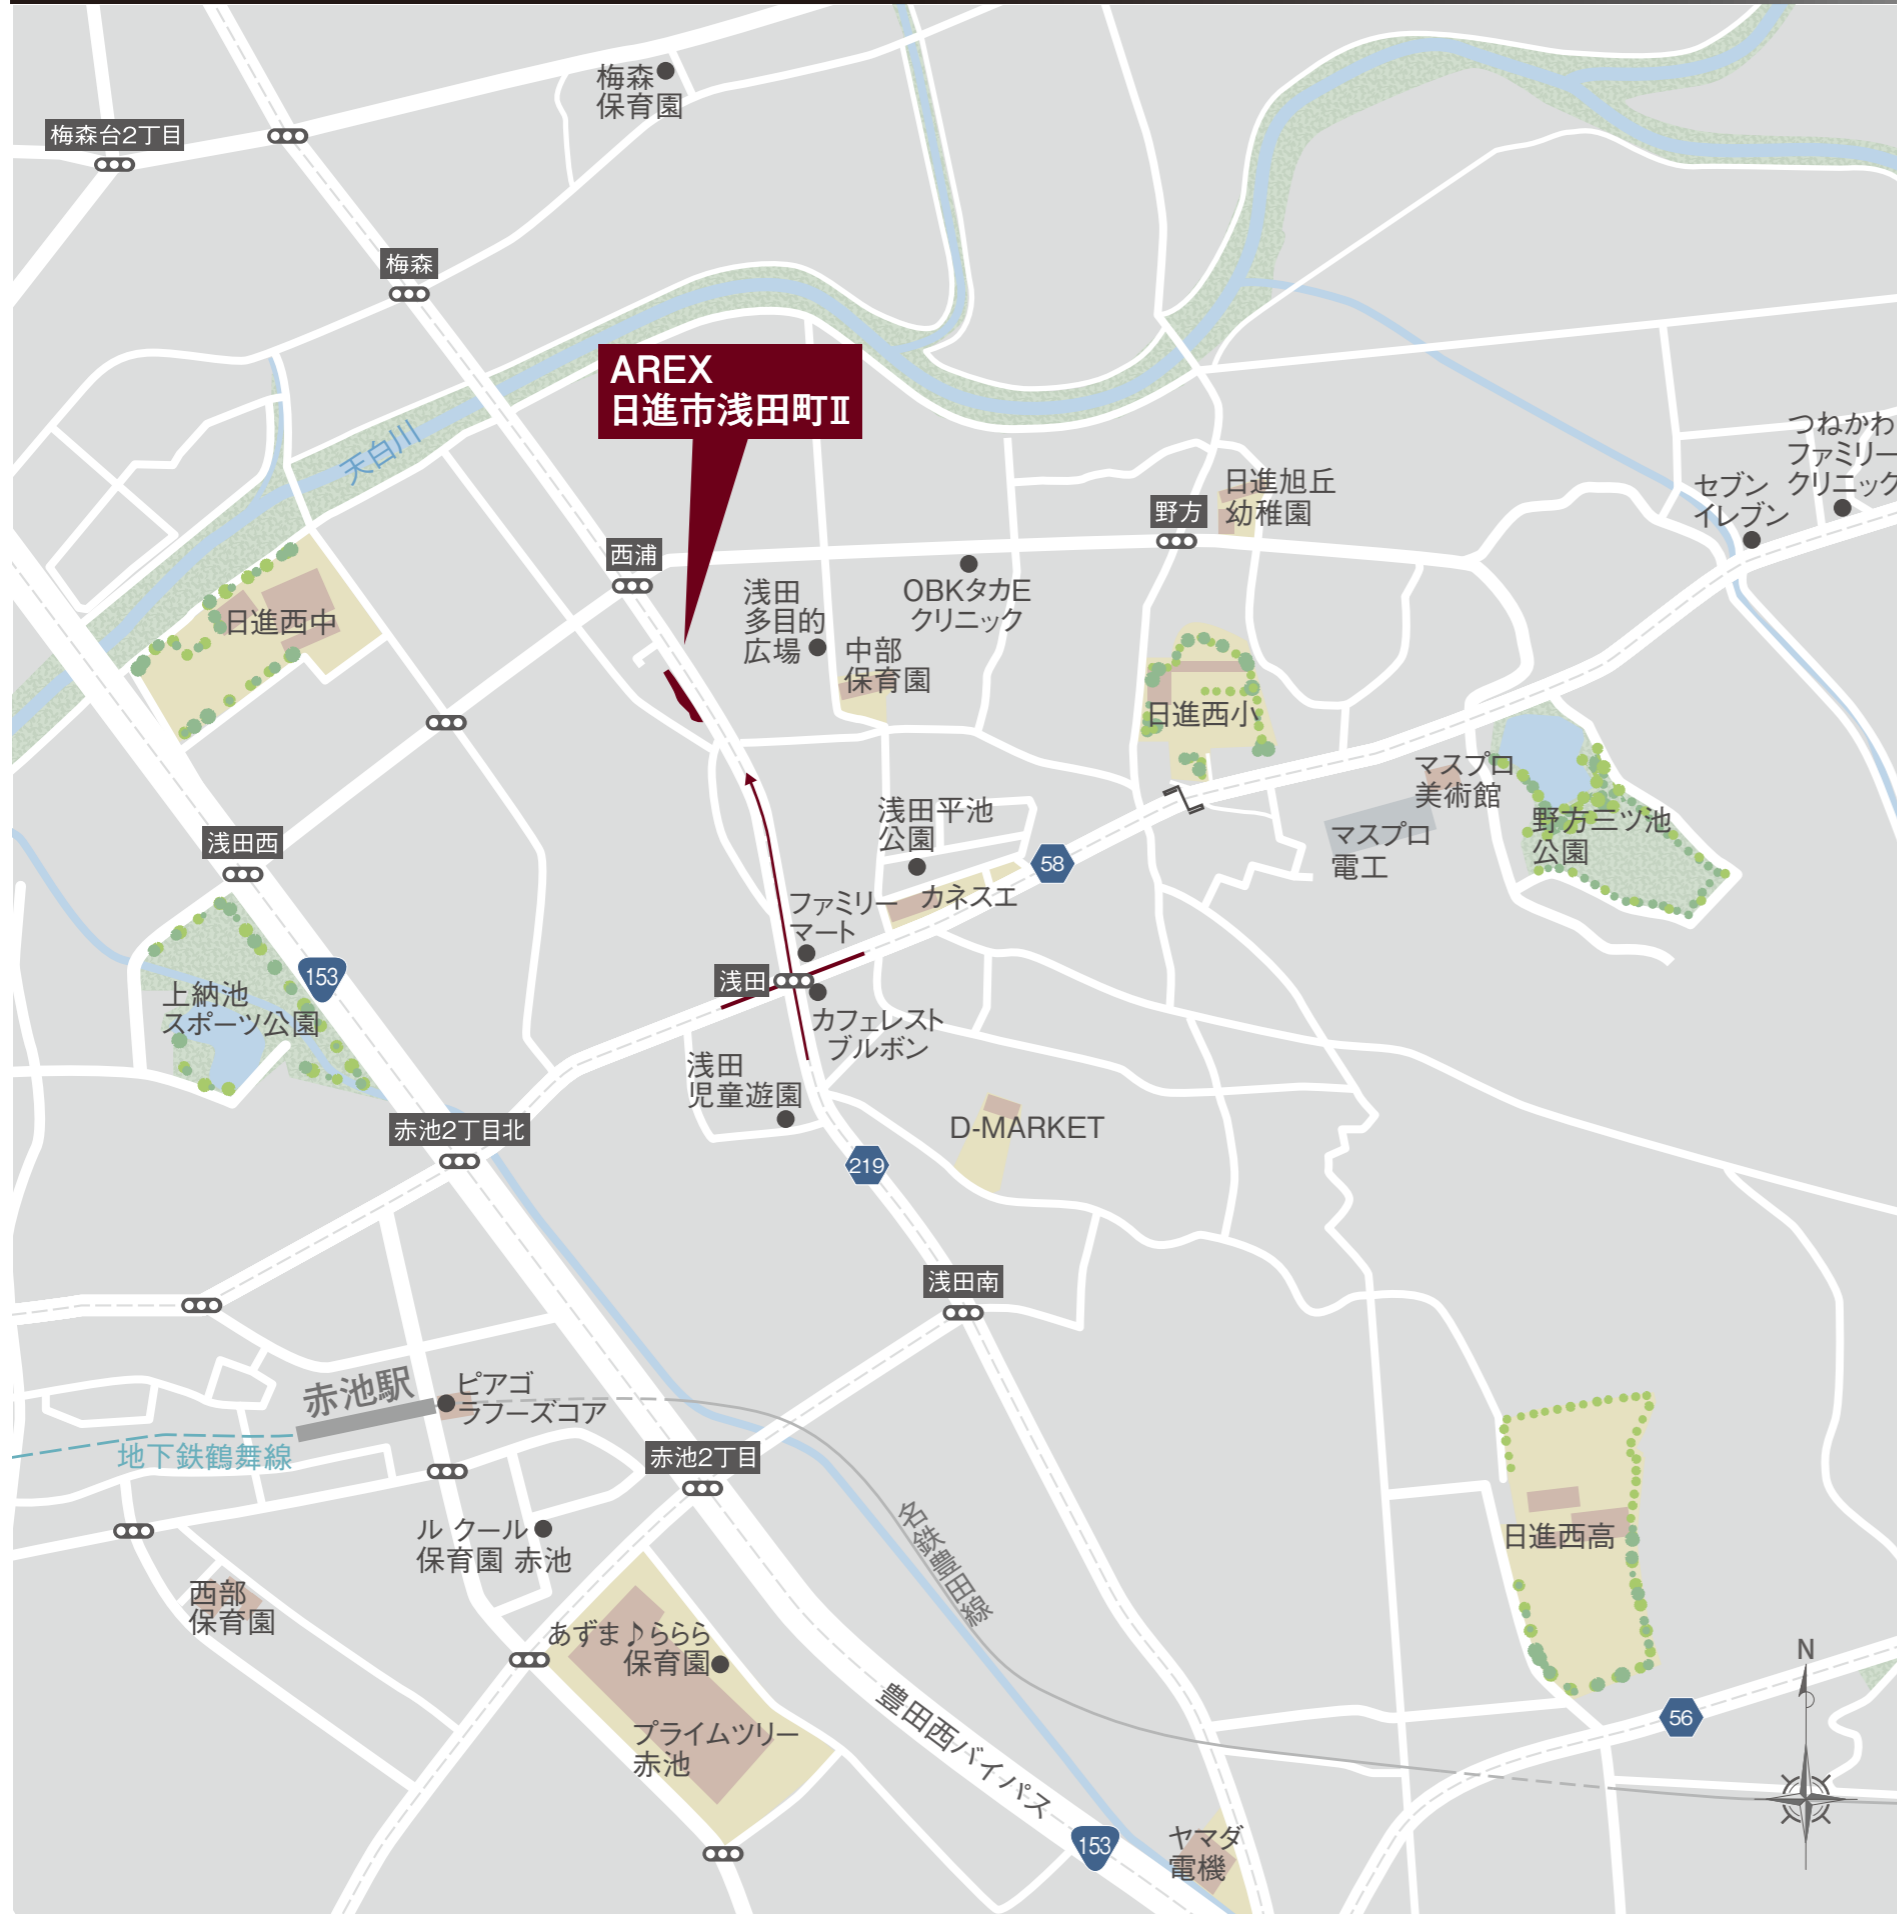 梅森
保育園
梅森台2丁目
梅森
AREX
日進市浅田町Ⅱ
天白川
つねかわ
ファミリー
クリニック
セブン
イレブン
日進旭丘
幼稚園
野方
西浦
OBKタカE
クリニック
浅田
多目的
広場
中部
保育園
日進西中
日進西小
マスプロ
美術館
マスプロ
電工
野方三ツ池
公園
浅田平池
公園
58
カネスエ
浅田西
ファミリー
マート
浅田
153
上納池
スポーツ公園
カフェレスト
ブルボン
浅田
児童遊園
D-MARKET
赤池2丁目北
219
浅田南
赤池駅
ピアゴ
ラフーズコア
地下鉄鶴舞線
赤池2丁目
名鉄豊田線
ル クール
保育園 赤池
日進西高
西部
保育園
あずま♪ららら
保育園
プライムツリー
赤池
豊田西バイパス
N
56
153
ヤマダ
電機